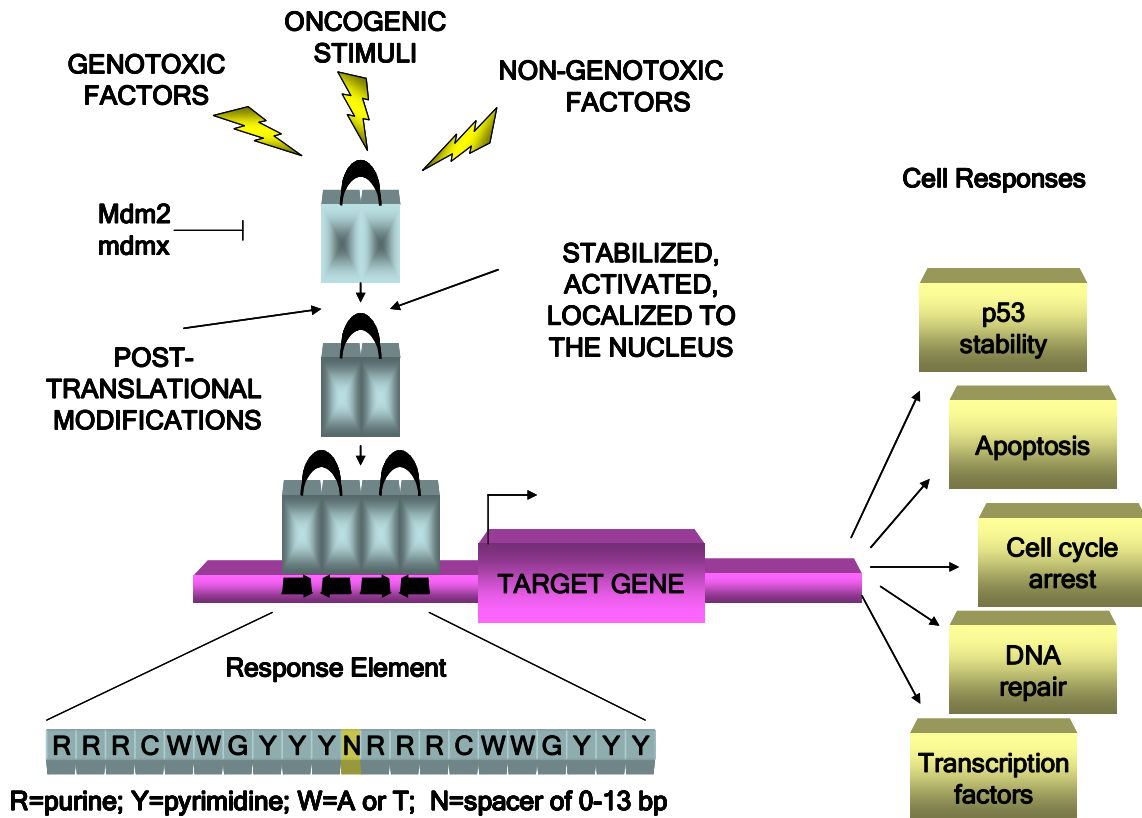 ONCOGENIC
STIMULI
GENOTOXIC
FACTORS
NON-GENOTOXIC
FACTORS
Cell Responses
Mdm2
mdmx
STABILIZED,
ACTIVATED,
LOCALIZED TO
THE NUCLEUS
POST-
TRANSLATIONAL
MODIFICATIONS
p53
stability
Apoptosis
Cell cycle
arrest
DNA
repair
Transcription
factors
TARGET GENE
Response Element
R R R C W W G Y Y Y N R R R C W W G Y Y Y
R=purine; Y=pyrimidine; W=A or T; N=spacer of 0-13 bp